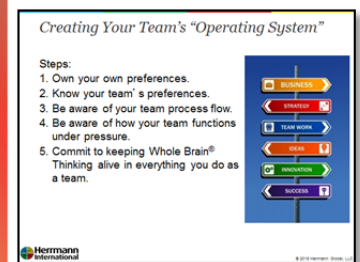 Creating Your Team's "Operating System"
Steps:
1. Own your own preferences.
2. Know your team's preferences.
3. Be aware of your team process flow.
4. Be aware of how your team functions
under pressure.
5. Commit to keeping Whole Brain®
Thinking alive in everything you do as
a team.
BUSINESS
STRATEGY
TEAM WORK
IDEAS
INNOVATION
SUCCESS
Herrmann
International